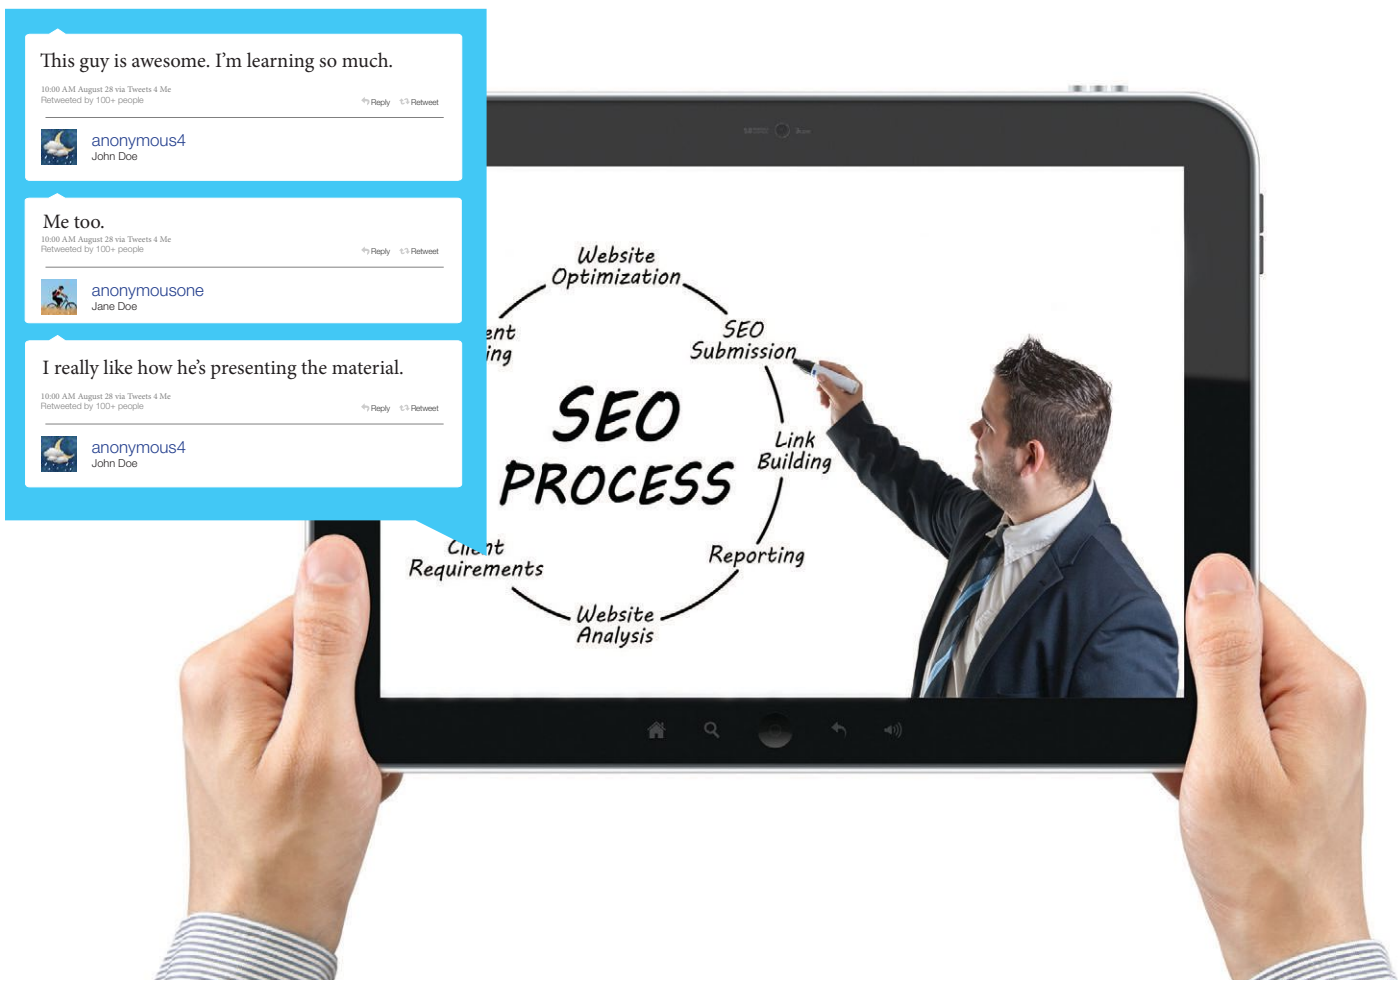 This guy is awesome. I'm learning so much.
10:00 AM August 28 via Tweets 4 Me
Retweeted by 100+ people
Reply Retweet
anonymous4
John Doe
Me too.
10:00 AM August 28 via Tweets 4 Me
Retweeted by 100+ people
Reply Retweet
anonymousone
Jane Doe
I really like how he's presenting the material.
10:00 AM August 28 via Tweets 4 Me
Retweeted by 100+ people
Reply Retweet
anonymous4
John Doe
Website
Optimization
SEO
Submission
Link
Building
Reporting
Website
Analysis
Client
Requirements
ent
ing
SEO
PROCESS